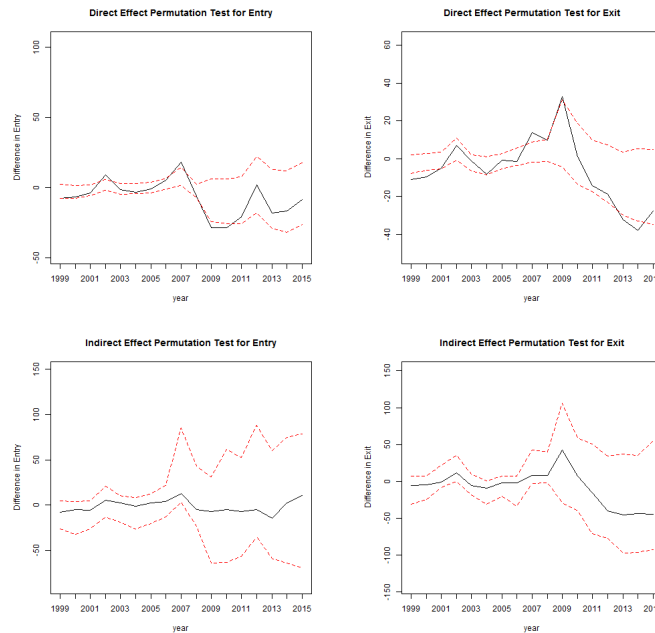 Direct Effect Permutation Test for Entry
Difference in Entry
100
50
0
-50
1999 2001 2003 2005 2007 2009 2011 2013 2015
year
Direct Effect Permutation Test for Exit
Difference in Exit
60
40
20
0
-20
-40
1999 2001 2003 2005 2007 2009 2011 2013 2015
year
Indirect Effect Permutation Test for Entry
Difference in Entry
150
100
50
0
-50
1999 2001 2003 2005 2007 2009 2011 2013 2015
year
Indirect Effect Permutation Test for Exit
Difference in Exit
150
100
50
0
-50
-100
-150
1999 2001 2003 2005 2007 2009 2011 2013 2015
year